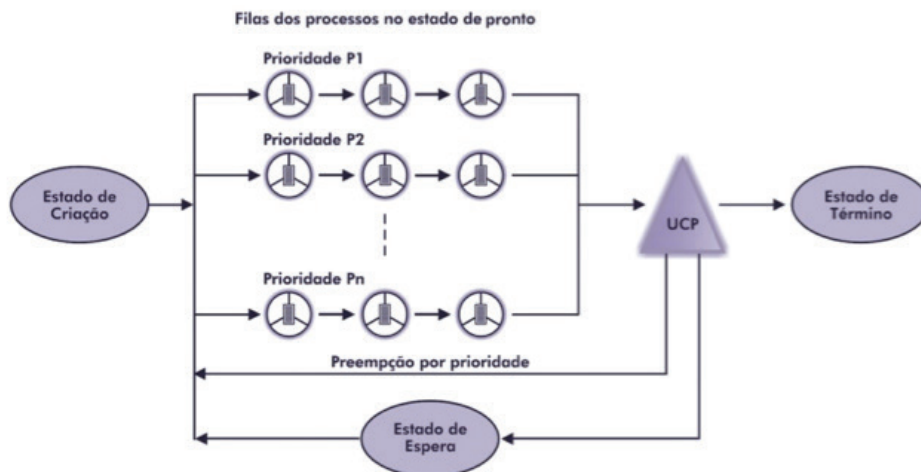 Filas dos processos no estado de pronto
Prioridade P1
Prioridade P2
Estado de
Criação
UCP
Estado de
Término
Prioridade Pn
Preempção por prioridade
Estado de
Espera